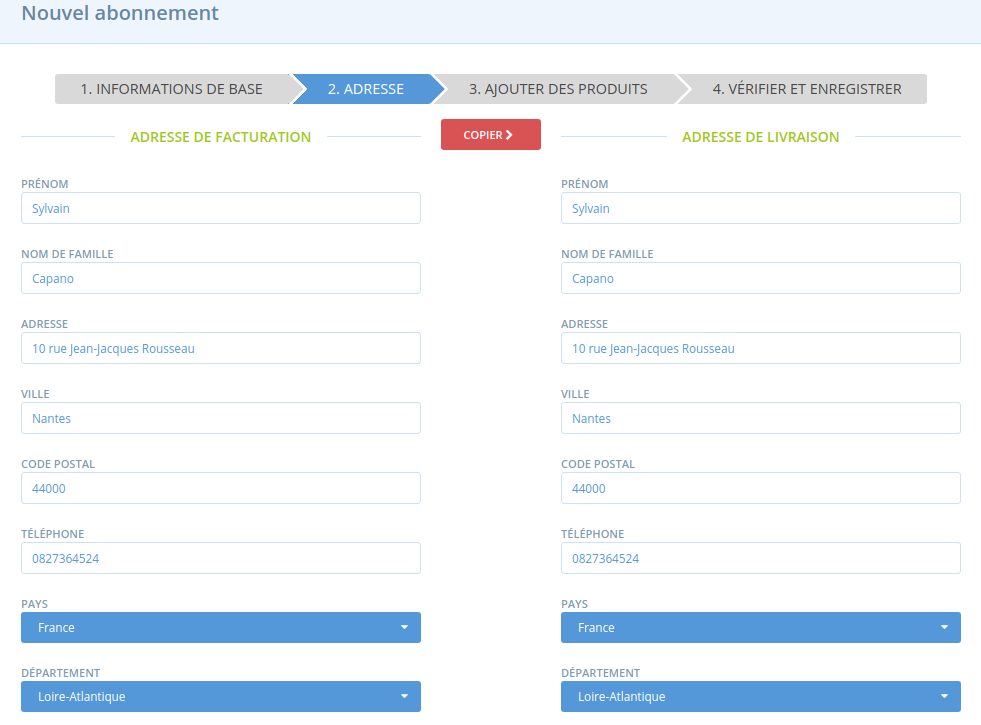 Nouvel abonnement
1. INFORMATIONS DE BASE
2. ADRESSE
3. AJOUTER DES PRODUITS
4. VÉRIFIER ET ENREGISTRER
ADRESSE DE FACTURATION
COPIER
ADRESSE DE LIVRAISON
PRÉNOM
Sylvain
NOM DE FAMILLE
Capano
ADRESSE
10 rue Jean-Jacques Rousseau
VILLE
Nantes
CODE POSTAL
44000
TÉLÉPHONE
0827364524
PAYS
France
DÉPARTEMENT
Loire-Atlantique
PRÉNOM
Sylvain
NOM DE FAMILLE
Capano
ADRESSE
10 rue Jean-Jacques Rousseau
VILLE
Nantes
CODE POSTAL
44000
TÉLÉPHONE
0827364524
PAYS
France
DÉPARTEMENT
Loire-Atlantique